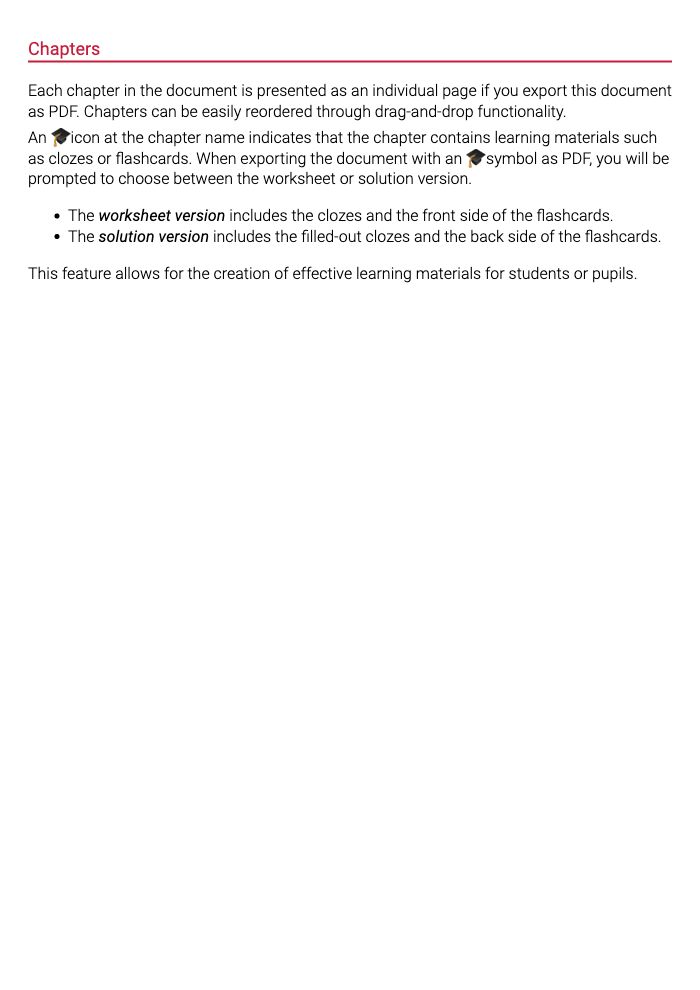 Chapters
Each chapter in the document is presented as an individual page if you export this document
as PDF. Chapters can be easily reordered through drag-and-drop functionality.
An 🎓icon at the chapter name indicates that the chapter contains learning materials such
as clozes or flashcards. When exporting the document with an 🎓symbol as PDF, you will be
prompted to choose between the worksheet or solution version.
• The worksheet version includes the clozes and the front side of the flashcards.
• The solution version includes the filled-out clozes and the back side of the flashcards.
This feature allows for the creation of effective learning materials for students or pupils.